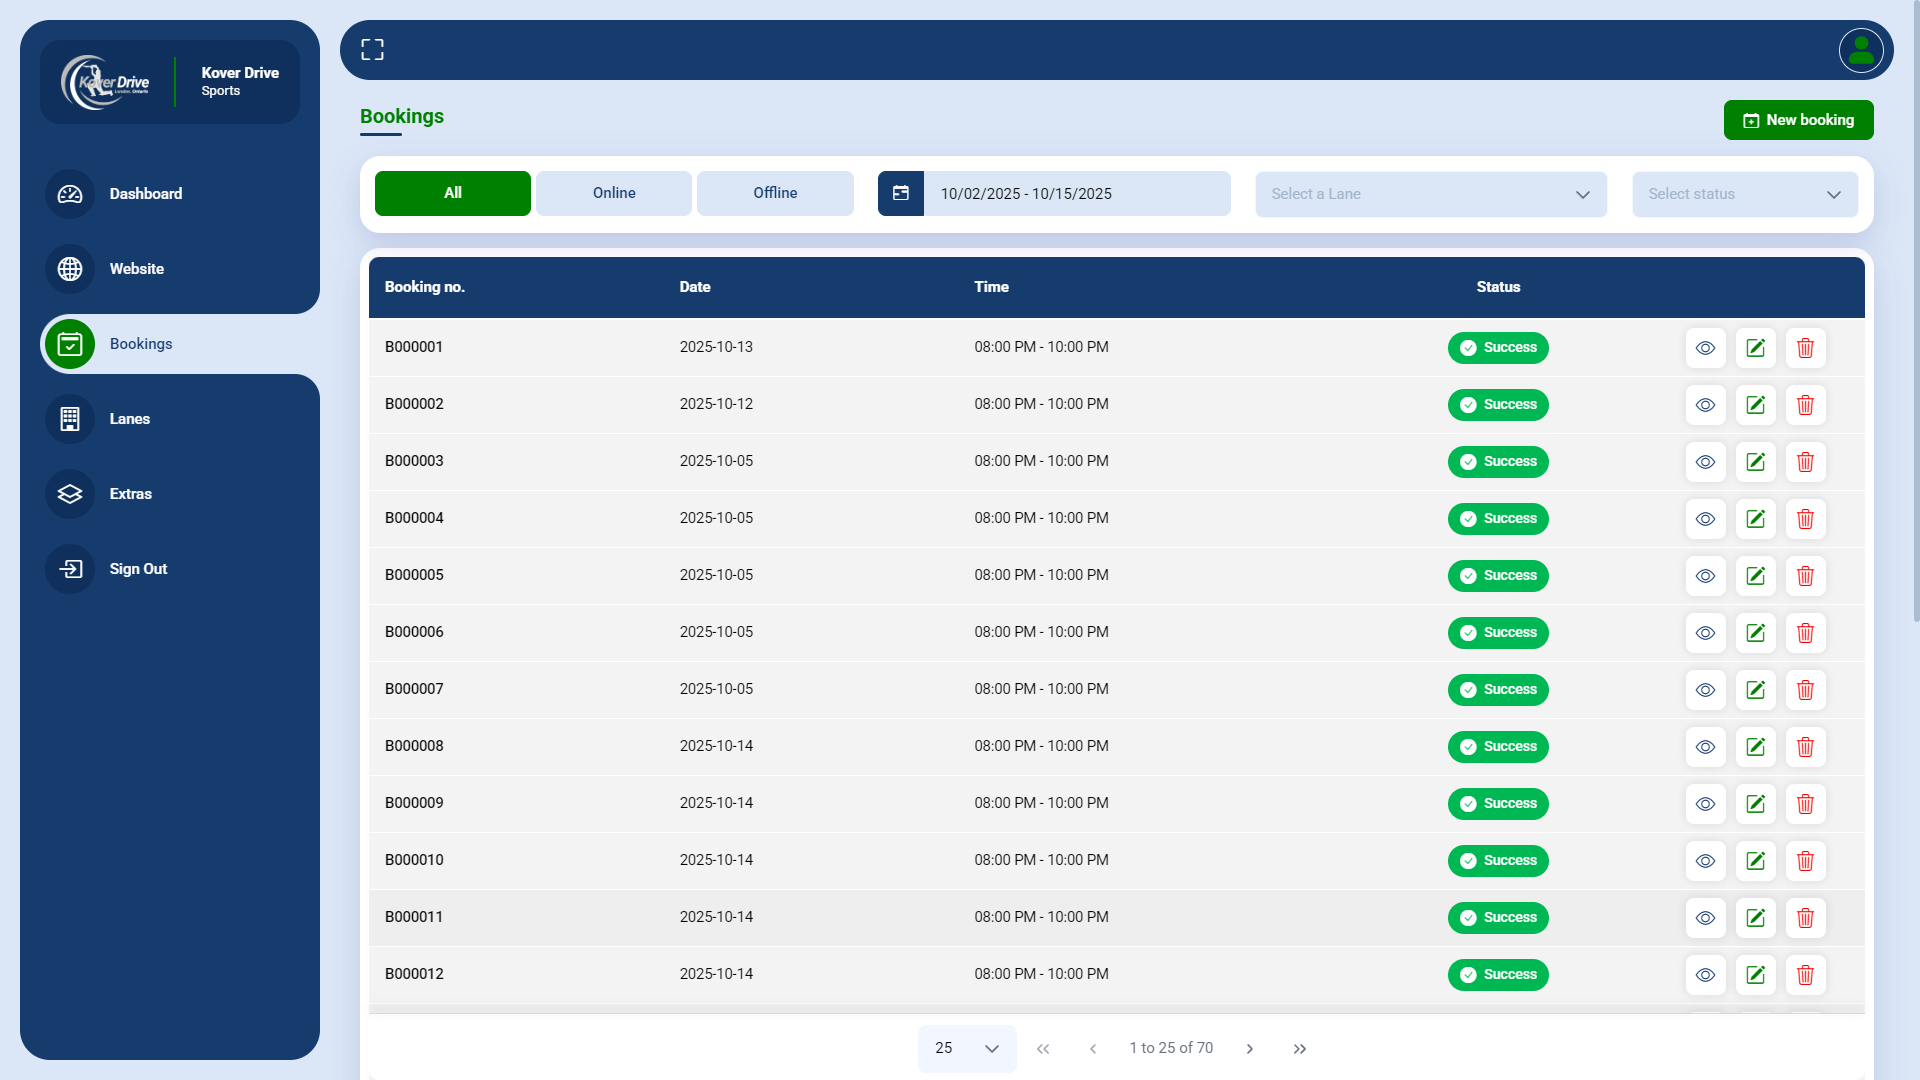 Kover Drive
London, Ontario
Kover Drive
Sports
Dashboard
Website
Bookings
Lanes
Extras
Sign Out
Bookings
New booking
All
Online
Offline
10/02/2025 - 10/15/2025
Select a Lane
Select status
Booking no. Date Time Status
B000001 2025-10-13 08:00 PM - 10:00 PM Success
B000002 2025-10-12 08:00 PM - 10:00 PM Success
B000003 2025-10-05 08:00 PM - 10:00 PM Success
B000004 2025-10-05 08:00 PM - 10:00 PM Success
B000005 2025-10-05 08:00 PM - 10:00 PM Success
B000006 2025-10-05 08:00 PM - 10:00 PM Success
B000007 2025-10-05 08:00 PM - 10:00 PM Success
B000008 2025-10-14 08:00 PM - 10:00 PM Success
B000009 2025-10-14 08:00 PM - 10:00 PM Success
B000010 2025-10-14 08:00 PM - 10:00 PM Success
B000011 2025-10-14 08:00 PM - 10:00 PM Success
B000012 2025-10-14 08:00 PM - 10:00 PM Success
25
1 to 25 of 70